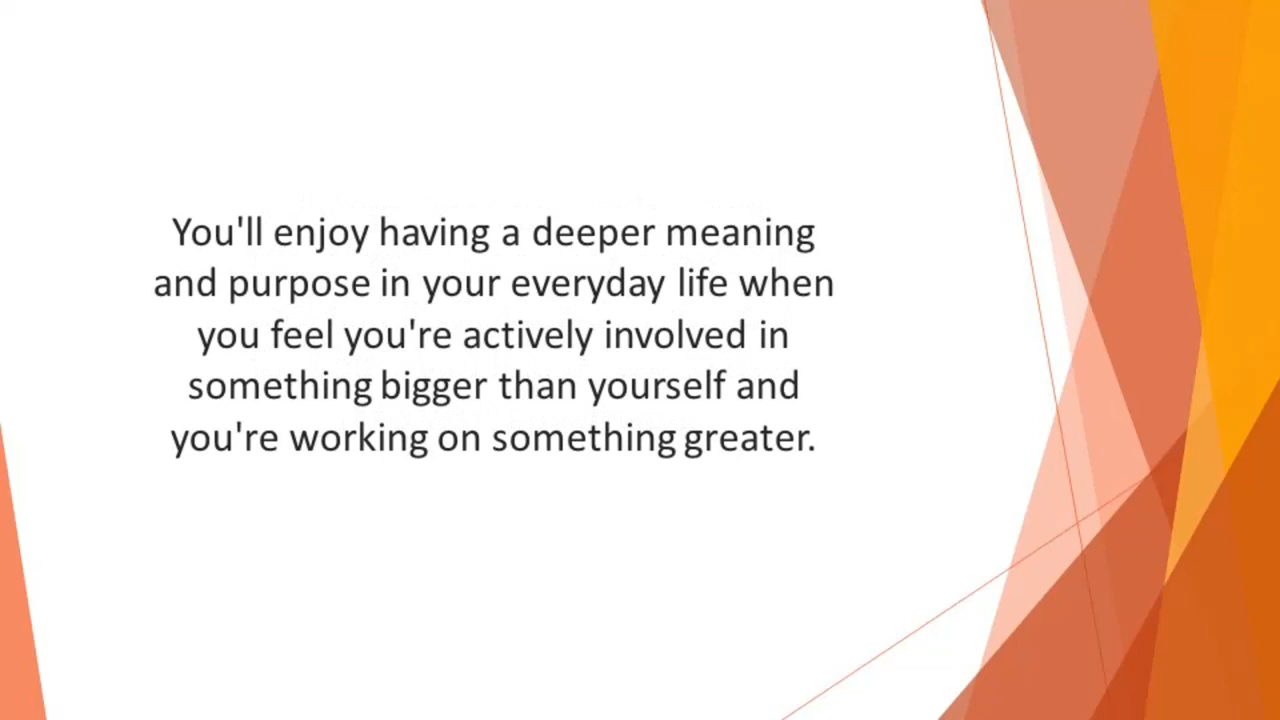 You'll enjoy having a deeper meaning
and purpose in your everyday life when
you feel you're actively involved in
something bigger than yourself and
you're working on something greater.